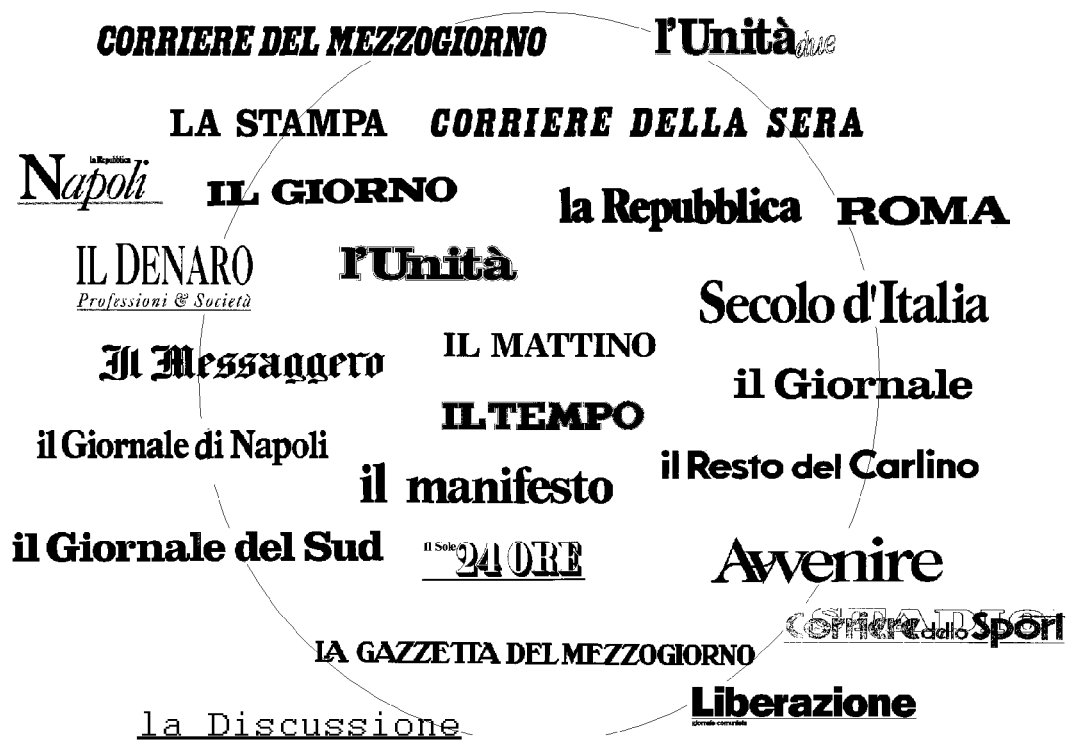 CORRIERE DEL MEZZOGIORNO
l'Unità due
LA STAMPA
CORRIERE DELLA SERA
la Repubblica
Napoli
IL GIORNO
la Repubblica
ROMA
IL DENARO
Professioni & Società
l'Unità
Secolo d'Italia
IL MATTINO
Il Messaggero
il Giornale
IL TEMPO
il Giornale di Napoli
il Resto del Carlino
il manifesto
il Giornale del Sud
Il Sole
24 ORE
Avvenire
STADIO
Corriere dello Sport
LA GAZZETTA DEL MEZZOGIORNO
Liberazione
giornale comunista
la Discussione